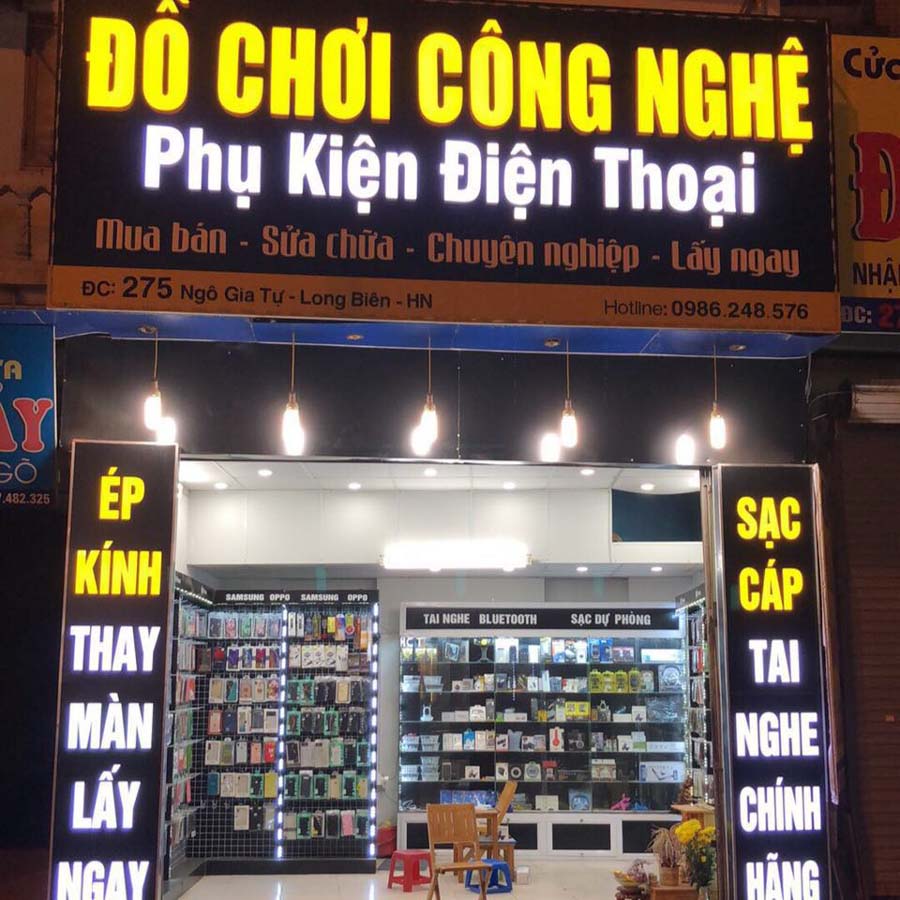 ĐỒ CHƠI CÔNG NGHỆ
Phụ Kiện Điện Thoại
Mua bán - Sửa chữa - Chuyên nghiệp - Lấy ngay
ĐC: 275 Ngô Gia Tự - Long Biên - HN
Hotline: 0986.248.576
ÉP
KÍNH
THAY
MÀN
LẤY
NGAY
SAMSUNG OPPO SAMSUNG OPPO
TAI NGHE BLUETOOTH SẠC DỰ PHÒNG
SẠC
CÁP
TAI
NGHE
CHÍNH
HÃNG